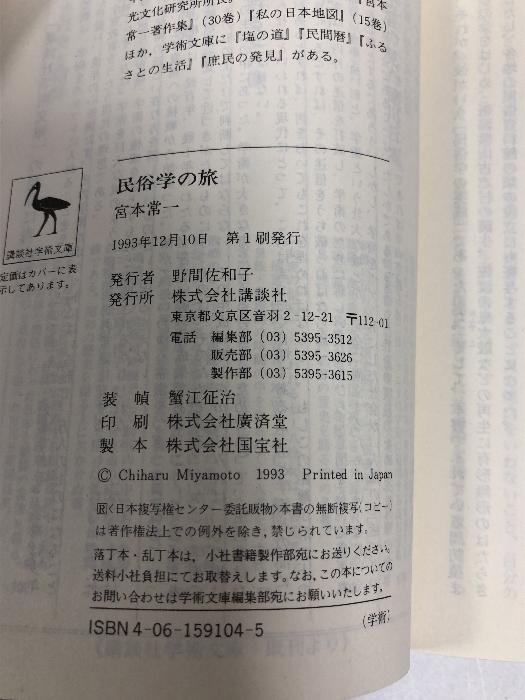 光文化研究所所長。
常一著作集』(30巻)『私の日本地図』(15巻)
ほか，学術文庫に『塩の道』『民間暦』『ふる
さとの生活』『庶民の発見』がある。
民俗学の旅
宮本常一
1993年12月10日　第1刷発行
発行者　野間佐和子
発行所　株式会社講談社
東京都文京区音羽2-12-21　〒112-01
電話　編集部 (03) 5395-3512
販売部 (03) 5395-3626
製作部 (03) 5395-3615
装　幀　蟹江征治
印　刷　株式会社廣済堂
製　本　株式会社国宝社
© Chiharu Miyamoto 1993 Printed in Japan
講談社学術文庫
定価はカバーに表
示してあります。
図〈日本複写権センター委託販物〉本書の無断複写(コピー)
は著作権法上での例外を除き，禁じられています。
落丁本・乱丁本は，小社書籍製作部宛にお送りください。
送料小社負担にてお取替えします。なお，この本についての
お問い合わせは学術文庫編集部宛にお願いいたします。
ISBN4-06-159104-5
(学術)